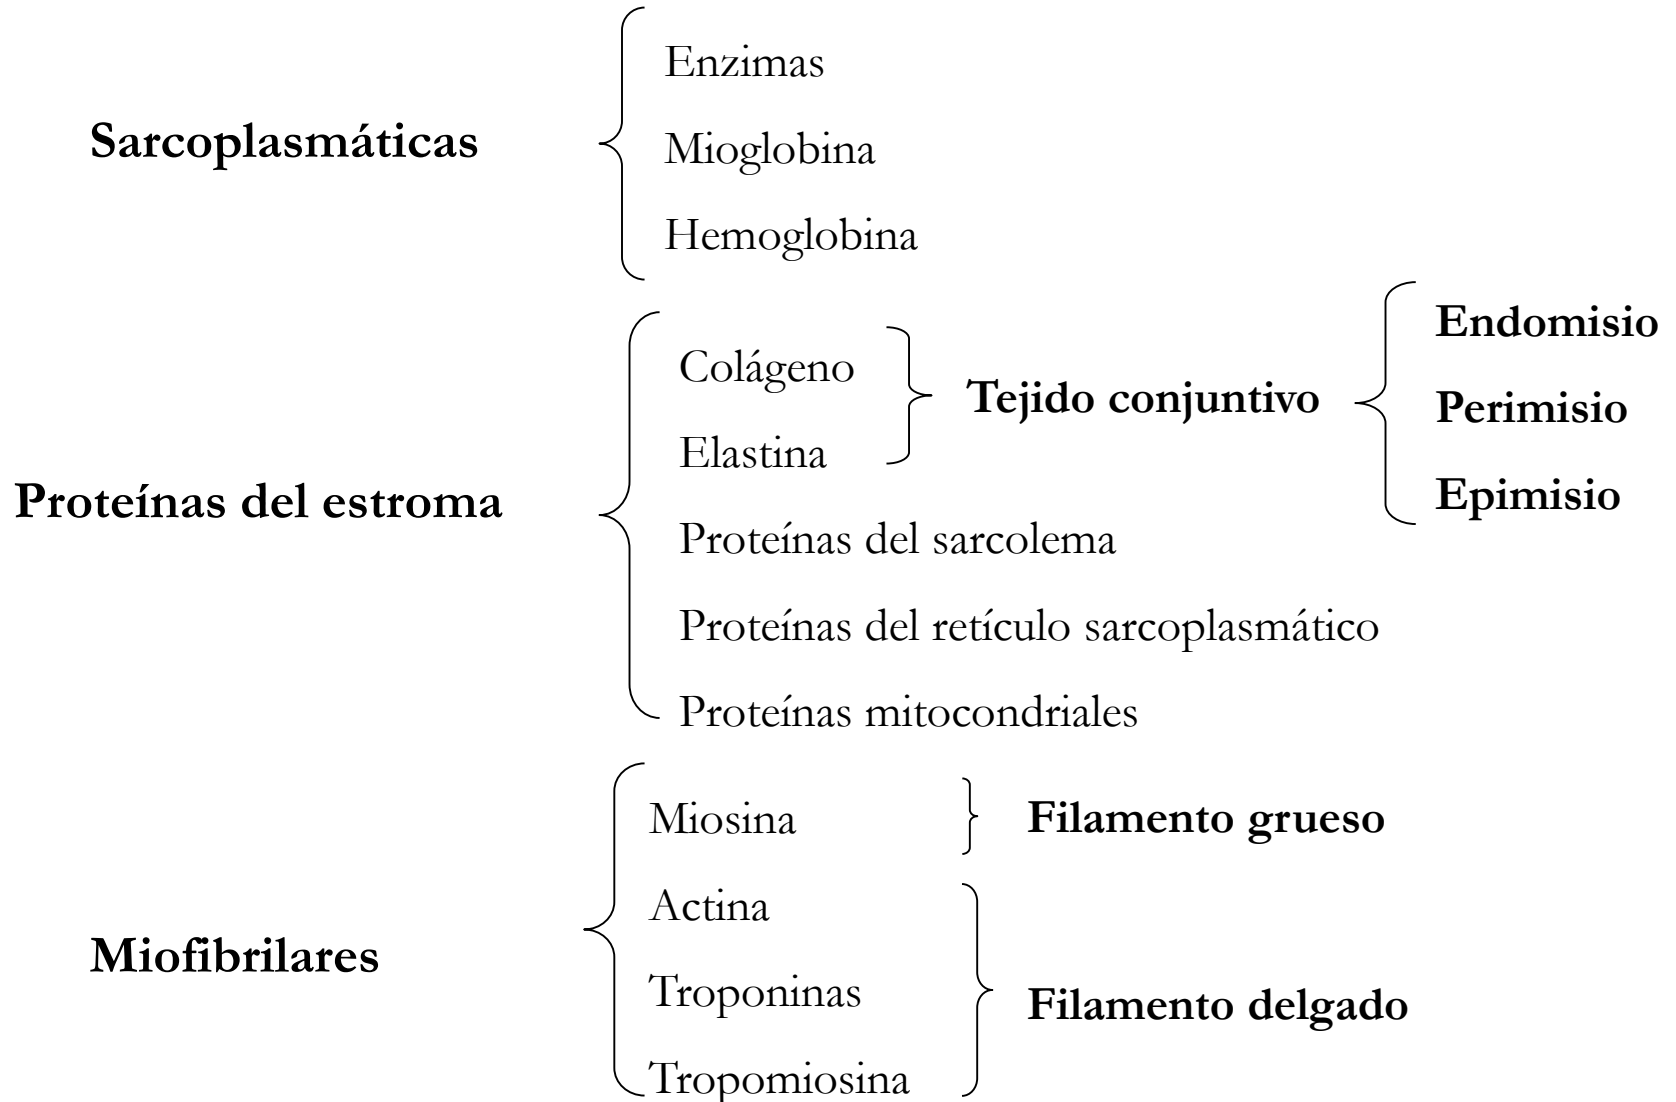 Sarcoplasmáticas
Enzimas
Mioglobina
Hemoglobina
Proteínas del estroma
Colágeno
Elastina
Tejido conjuntivo
Endomisio
Perimisio
Epimisio
Proteínas del sarcolema
Proteínas del retículo sarcoplasmático
Proteínas mitocondriales
Miofibrilares
Miosina
Filamento grueso
Actina
Troponinas
Tropomiosina
Filamento delgado